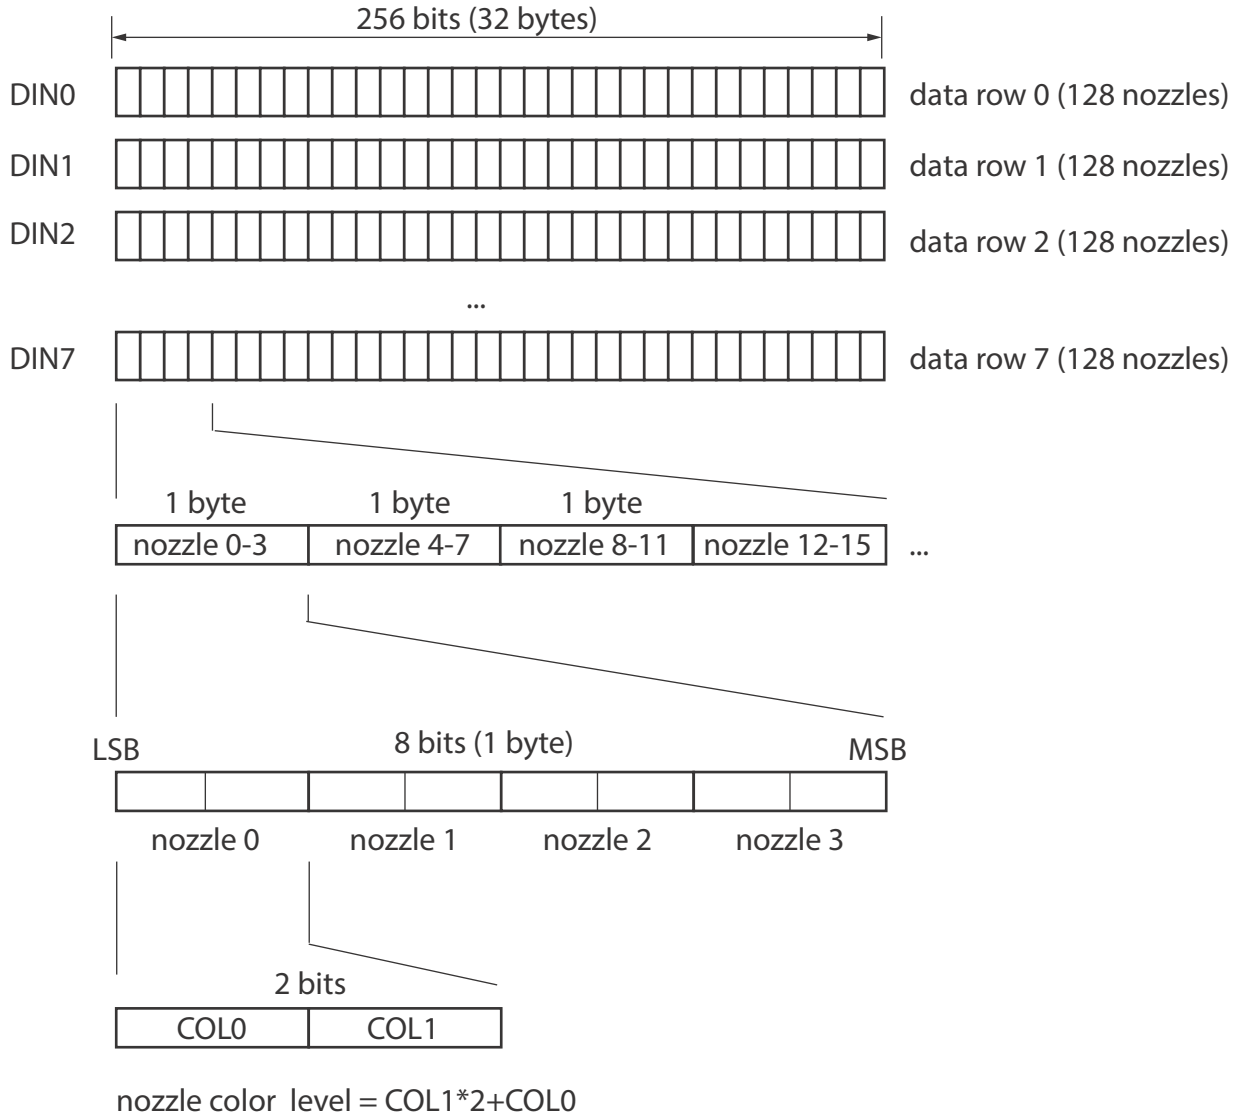 256 bits (32 bytes)
DIN0 data row 0 (128 nozzles)
DIN1 data row 1 (128 nozzles)
DIN2 data row 2 (128 nozzles)
...
DIN7 data row 7 (128 nozzles)
1 byte 1 byte 1 byte
nozzle 0-3 nozzle 4-7 nozzle 8-11 nozzle 12-15 ...
LSB 8 bits (1 byte) MSB
nozzle 0 nozzle 1 nozzle 2 nozzle 3
2 bits
COL0 COL1
nozzle color level = COL1*2+COL0